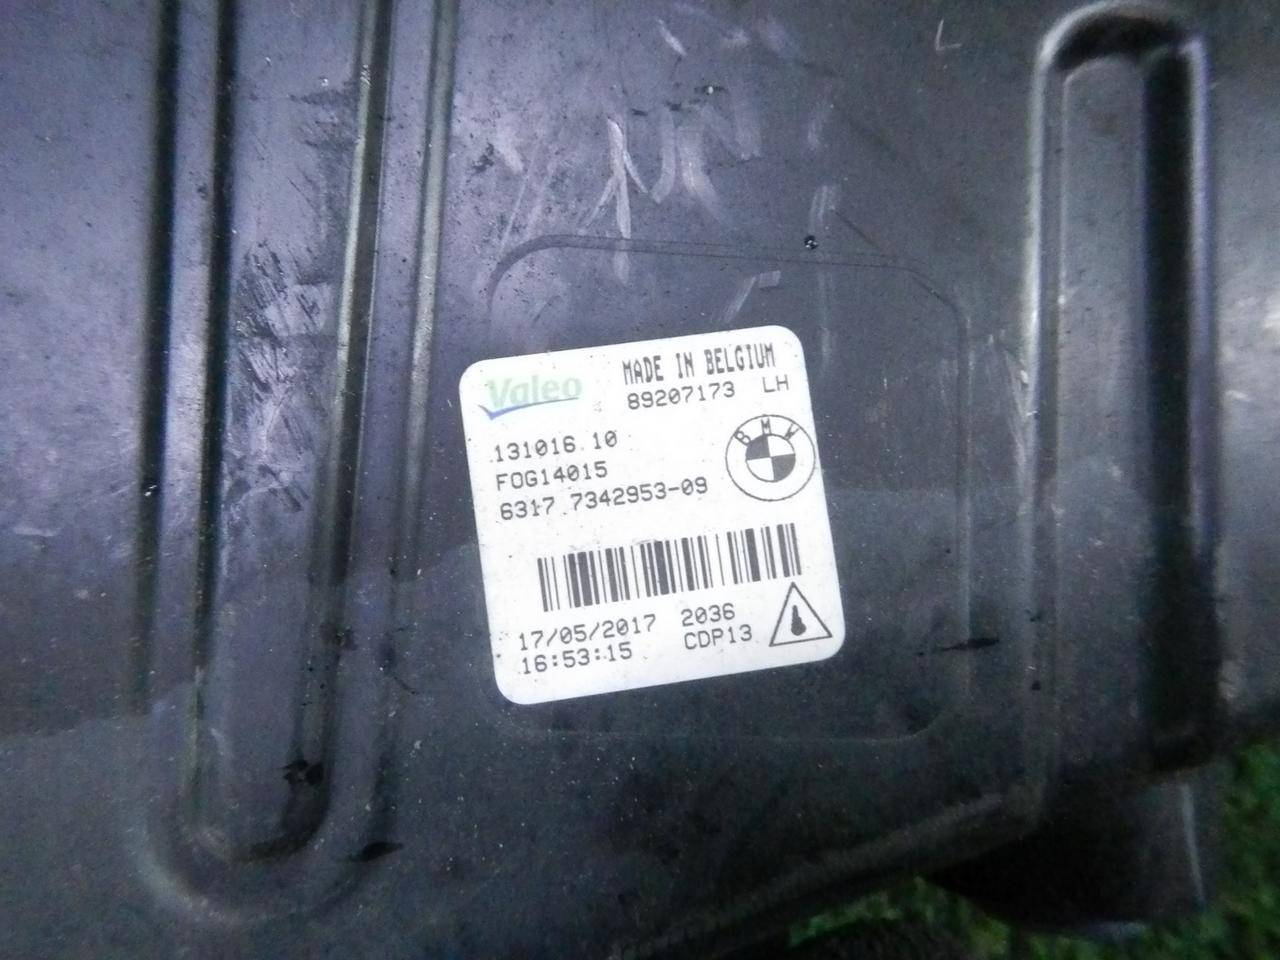 Valeo
MADE IN BELGIUM
89207173 LH
131016.10
FOG14015
6317 7342953-09
BMW
17/05/2017 2036
16:53:15 CDP13